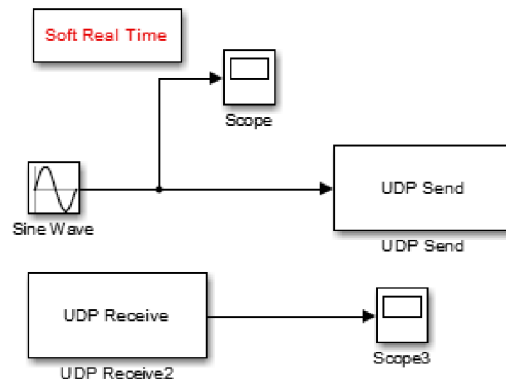 Soft Real Time
Scope
Sine Wave
UDP Send
UDP Send
UDP Receive
UDP Receive2
Scope3